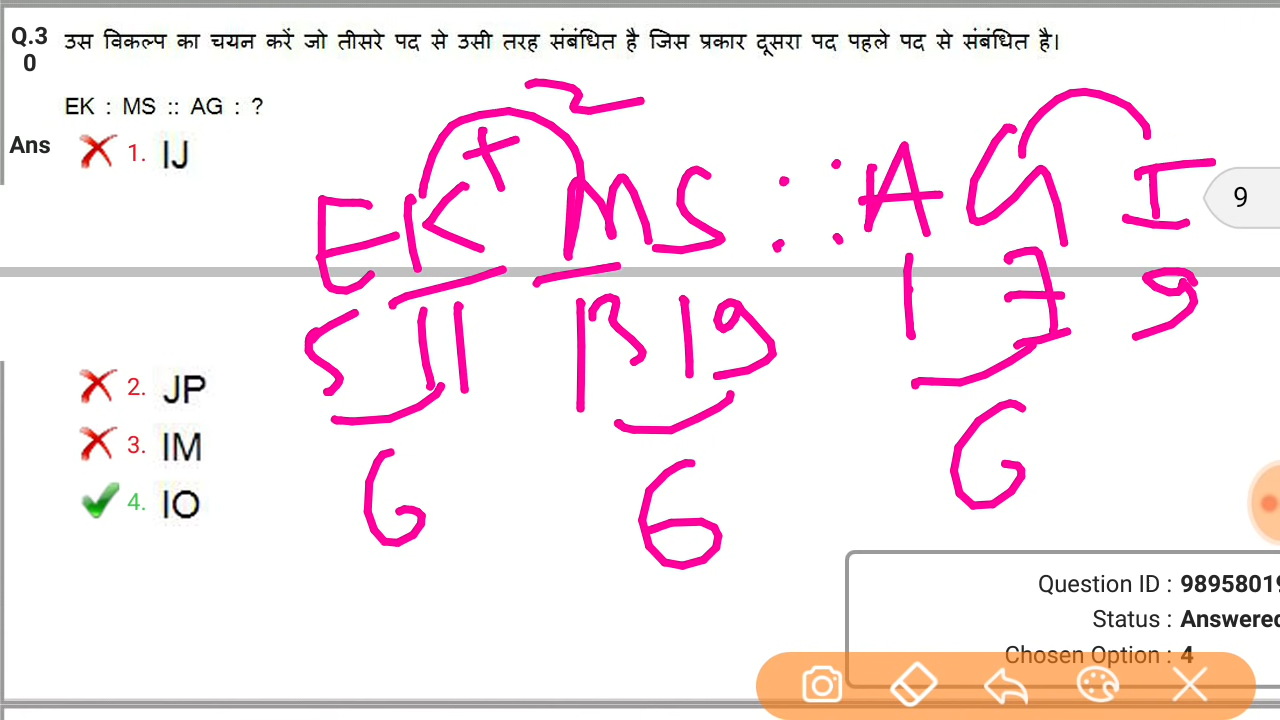 Q.3
0
उस विकल्प का चयन करें जो तीसरे पद से उसी तरह संबंधित है जिस प्रकार दूसरा पद पहले पद से संबंधित है।
EK : MS :: AG : ?
Ans
1. IJ
2. JP
3. IM
4. IO
+ 2
EK MS :: AG I
5 11 13 19 1 7 9
6 6 6
9
Question ID : 98958019
Status : Answered
Chosen Option : 4